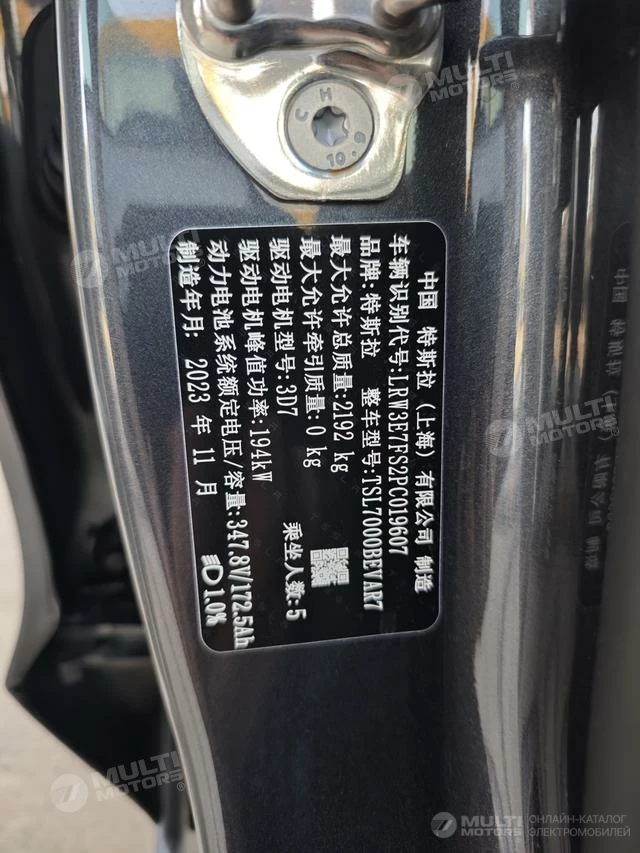 中国 特斯拉（上海）有限公司 制造
车辆识别代号:LRW3E7FS2PC019607
品牌:特斯拉 整车型号:TSL7000BEVAR7
最大允许总质量:2192 kg
最大允许牵引质量:0 kg
乘坐人数:5
驱动电机型号:3D7
驱动电机峰值功率:194kW
动力电池系统额定电压/容量:347.8V/172.5Ah
制造年月: 2023 年 11 月
1.0%
J H
10.9
MULTI MOTORS
MULTI MOTORS
MULTI MOTORS
MULTI MOTORS
MULTI MOTORS
ОНЛАЙН-КАТАЛОГ
ЭЛЕКТРОМОБИЛЕЙ